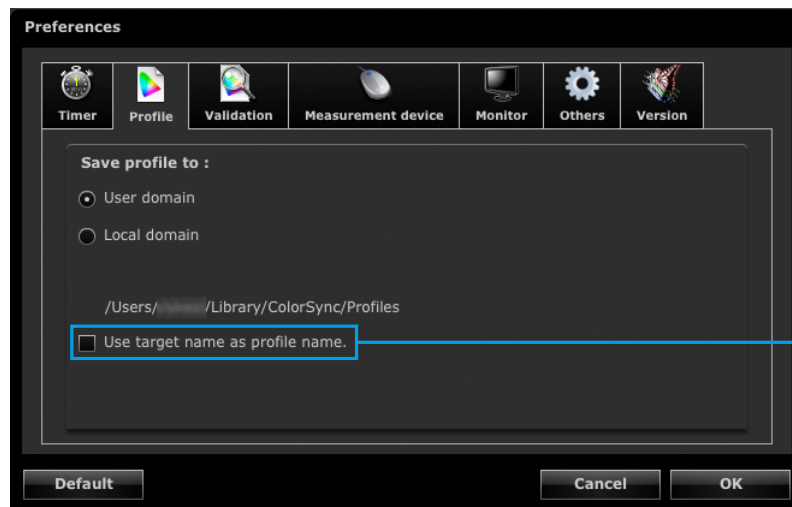 Preferences
Timer Profile Validation Measurement device Monitor Others Version
Save profile to :
User domain
Local domain
/Users/ /Library/ColorSync/Profiles
Use target name as profile name.
Default Cancel OK